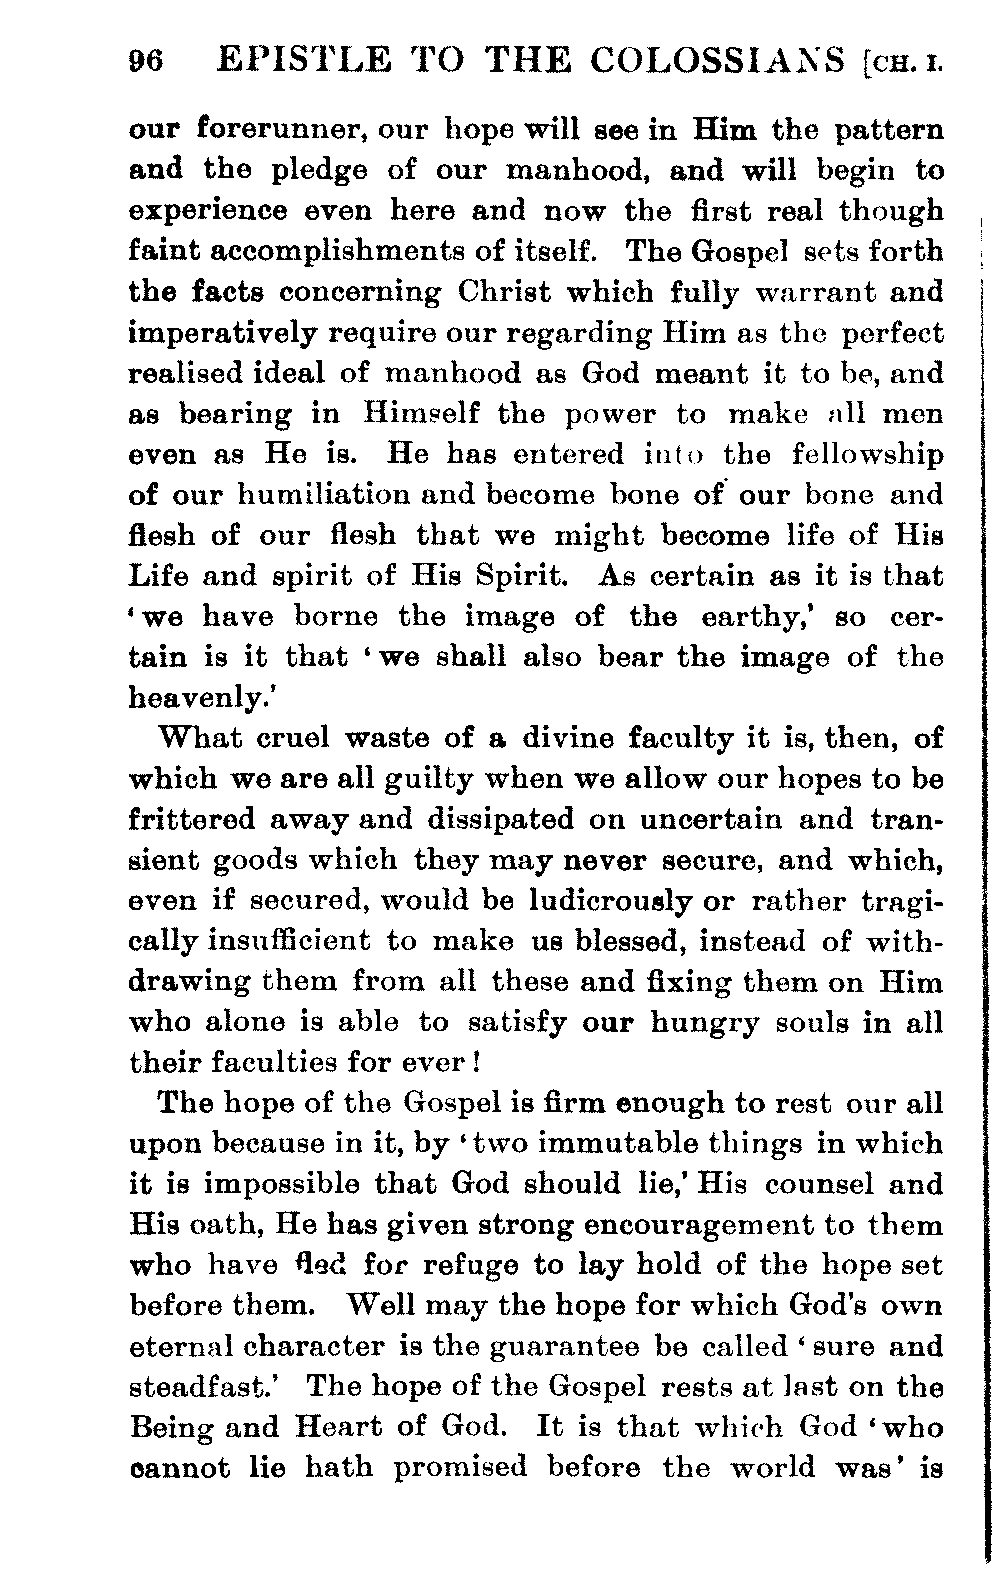 96 EPISTLE TO THE COLOSSIANS [CH. I.
our forerunner, our hope will see in Him the pattern
and the pledge of our manhood, and will begin to
experience even here and now the first real though
faint accomplishments of itself. The Gospel sets forth
the facts concerning Christ which fully warrant and
imperatively require our regarding Him as the perfect
realised ideal of manhood as God meant it to be, and
as bearing in Himself the power to make all men
even as He is. He has entered into the fellowship
of our humiliation and become bone of our bone and
flesh of our flesh that we might become life of His
Life and spirit of His Spirit. As certain as it is that
‘we have borne the image of the earthy,’ so cer-
tain is it that ‘we shall also bear the image of the
heavenly.’
What cruel waste of a divine faculty it is, then, of
which we are all guilty when we allow our hopes to be
frittered away and dissipated on uncertain and tran-
sient goods which they may never secure, and which,
even if secured, would be ludicrously or rather tragi-
cally insufficient to make us blessed, instead of with-
drawing them from all these and fixing them on Him
who alone is able to satisfy our hungry souls in all
their faculties for ever!
The hope of the Gospel is firm enough to rest our all
upon because in it, by ‘two immutable things in which
it is impossible that God should lie,’ His counsel and
His oath, He has given strong encouragement to them
who have fled for refuge to lay hold of the hope set
before them. Well may the hope for which God’s own
eternal character is the guarantee be called ‘sure and
steadfast.’ The hope of the Gospel rests at last on the
Being and Heart of God. It is that which God ‘who
cannot lie hath promised before the world was’ is